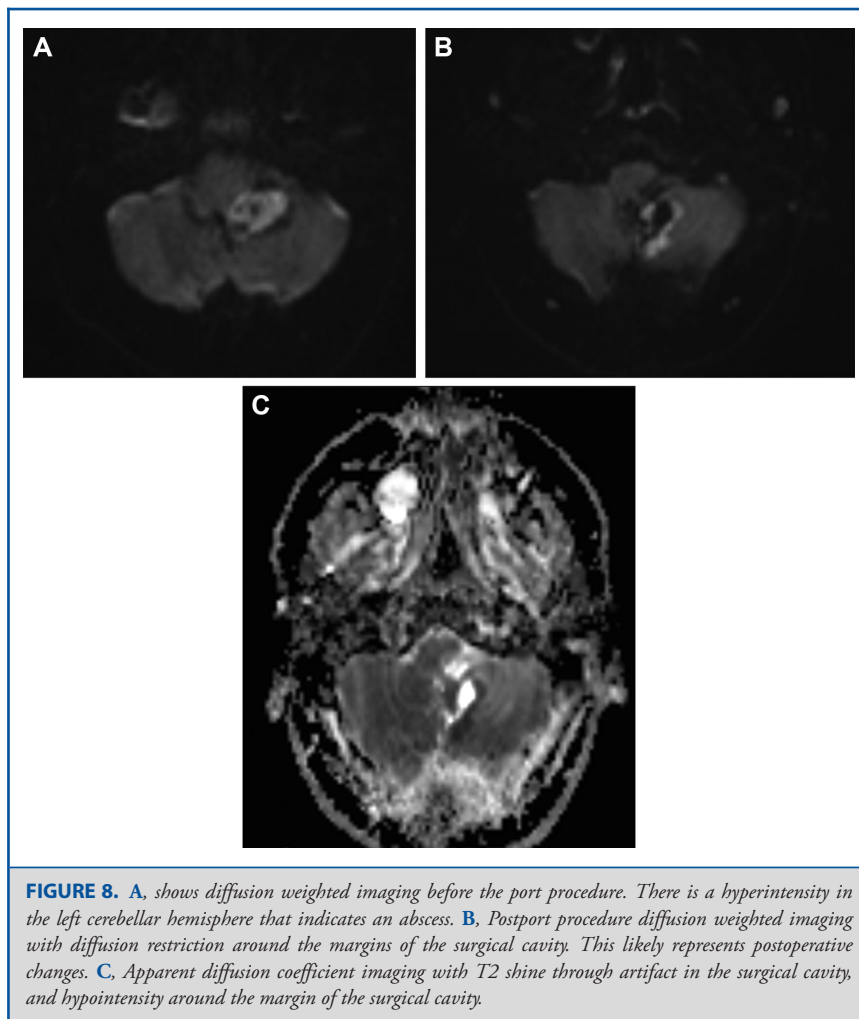 A
B
C
FIGURE 8. A, shows diffusion weighted imaging before the port procedure. There is a hyperintensity in
the left cerebellar hemisphere that indicates an abscess. B, Postport procedure diffusion weighted imaging
with diffusion restriction around the margins of the surgical cavity. This likely represents postoperative
changes. C, Apparent diffusion coefficient imaging with T2 shine through artifact in the surgical cavity,
and hypointensity around the margin of the surgical cavity.